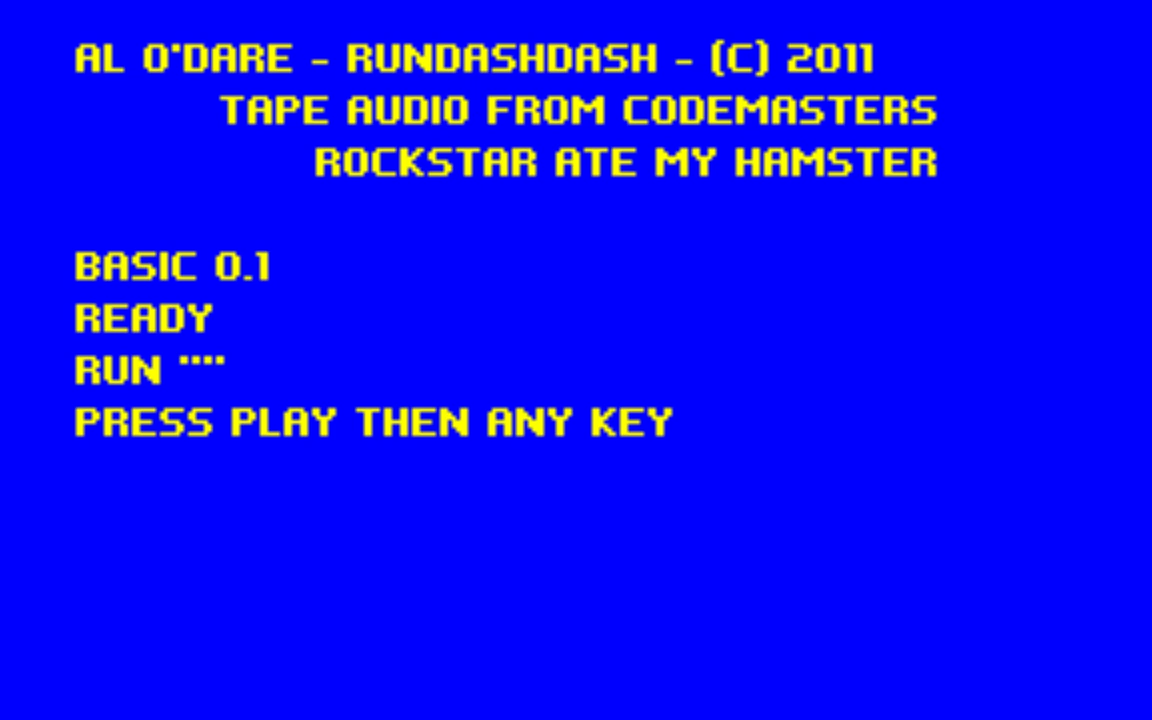 AL O'DARE - RUNDASHDASH - (C) 2011
TAPE AUDIO FROM CODEMASTERS
ROCKSTAR ATE MY HAMSTER
BASIC 0.1
READY
RUN ""
PRESS PLAY THEN ANY KEY